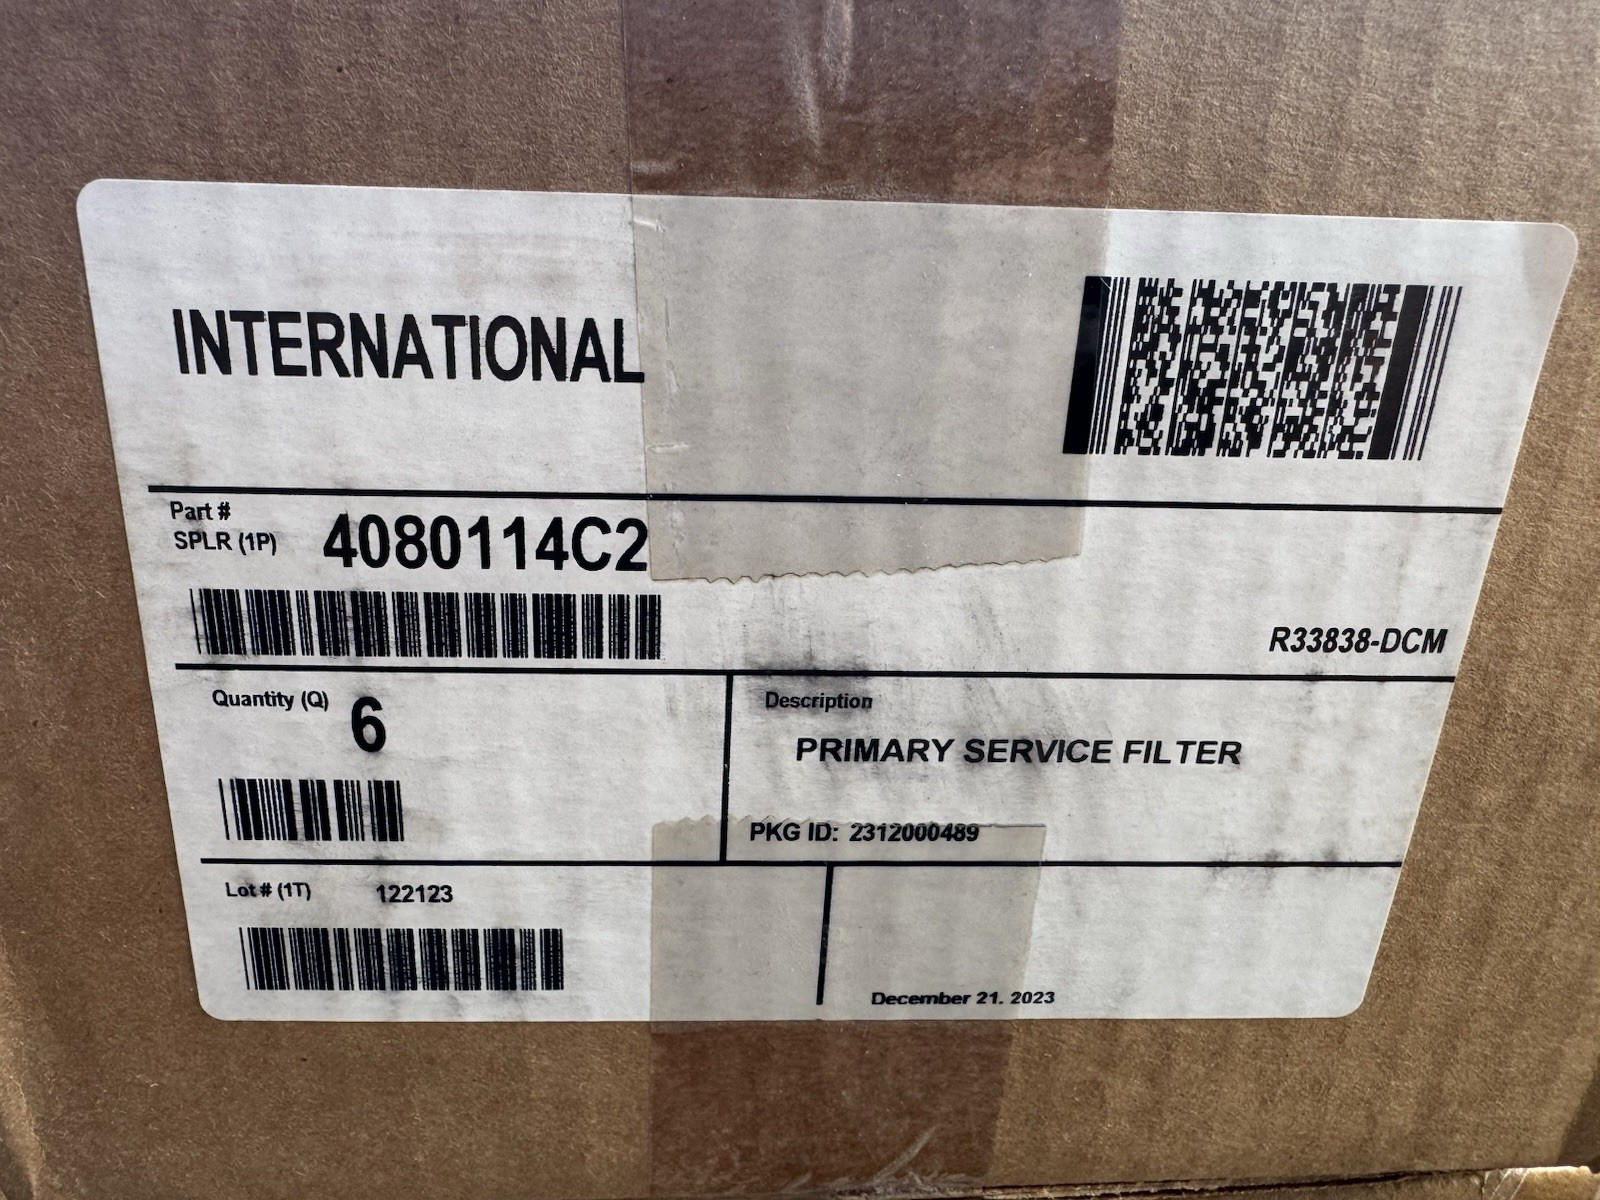 INTERNATIONAL
Part #
SPLR (1P) 4080114C2
R33838-DCM
Quantity (Q) 6
Description
PRIMARY SERVICE FILTER
PKG ID: 2312000489
Lot # (1T) 122123
December 21. 2023